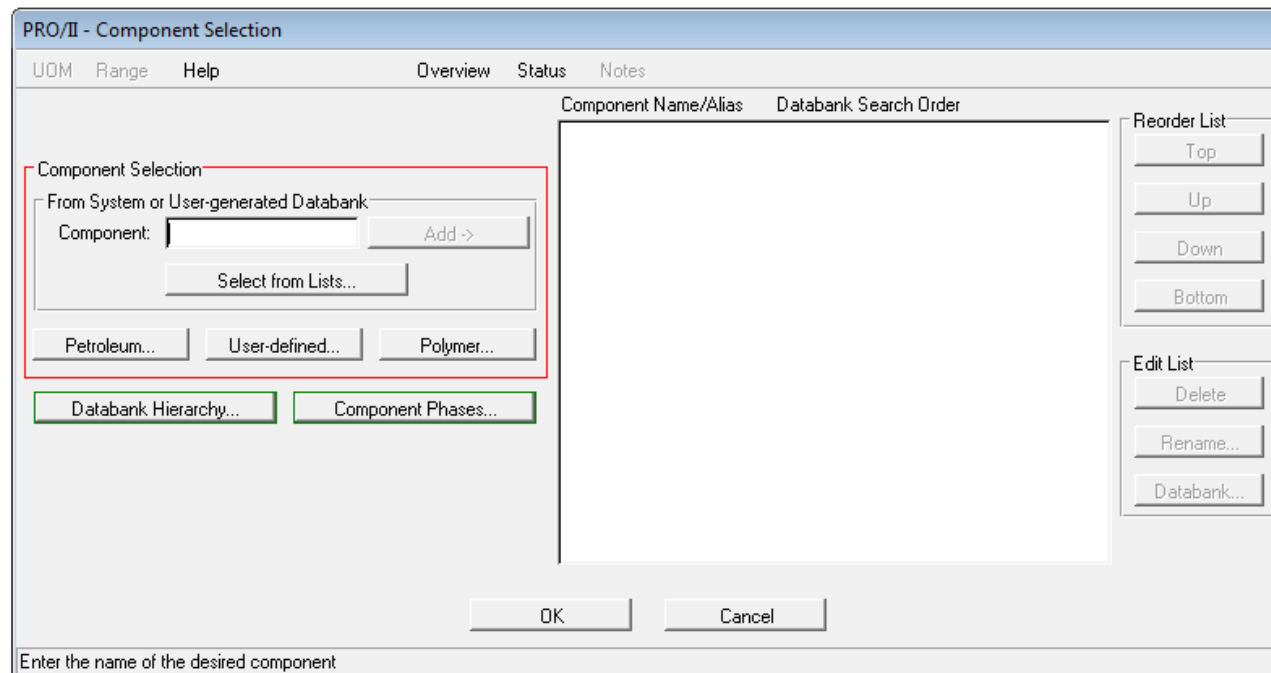 PRO/II - Component Selection
UOM Range Help Overview Status Notes
Component Name/Alias Databank Search Order
Reorder List
Top
Component Selection
From System or User-generated Databank
Up
Component: Add ->
Down
Select from Lists...
Bottom
Petroleum... User-defined... Polymer...
Edit List
Delete
Databank Hierarchy... Component Phases...
Rename...
Databank...
OK Cancel
Enter the name of the desired component